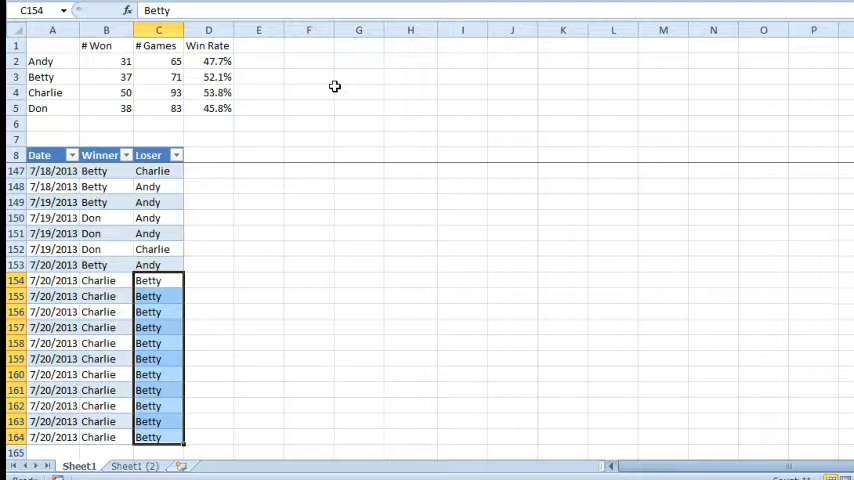 C154 fx Betty
A B C D E F G H I J K L M N O P
1 # Won # Games Win Rate
2 Andy 31 65 47.7%
3 Betty 37 71 52.1%
4 Charlie 50 93 53.8%
5 Don 38 83 45.8%
6
7
8 Date Winner Loser
147 7/18/2013 Betty Charlie
148 7/18/2013 Betty Andy
149 7/19/2013 Betty Andy
150 7/19/2013 Don Andy
151 7/19/2013 Don Andy
152 7/19/2013 Don Charlie
153 7/20/2013 Betty Andy
154 7/20/2013 Charlie Betty
155 7/20/2013 Charlie Betty
156 7/20/2013 Charlie Betty
157 7/20/2013 Charlie Betty
158 7/20/2013 Charlie Betty
159 7/20/2013 Charlie Betty
160 7/20/2013 Charlie Betty
161 7/20/2013 Charlie Betty
162 7/20/2013 Charlie Betty
163 7/20/2013 Charlie Betty
164 7/20/2013 Charlie Betty
165
Sheet1 Sheet1 (2)
Ready Count: 11